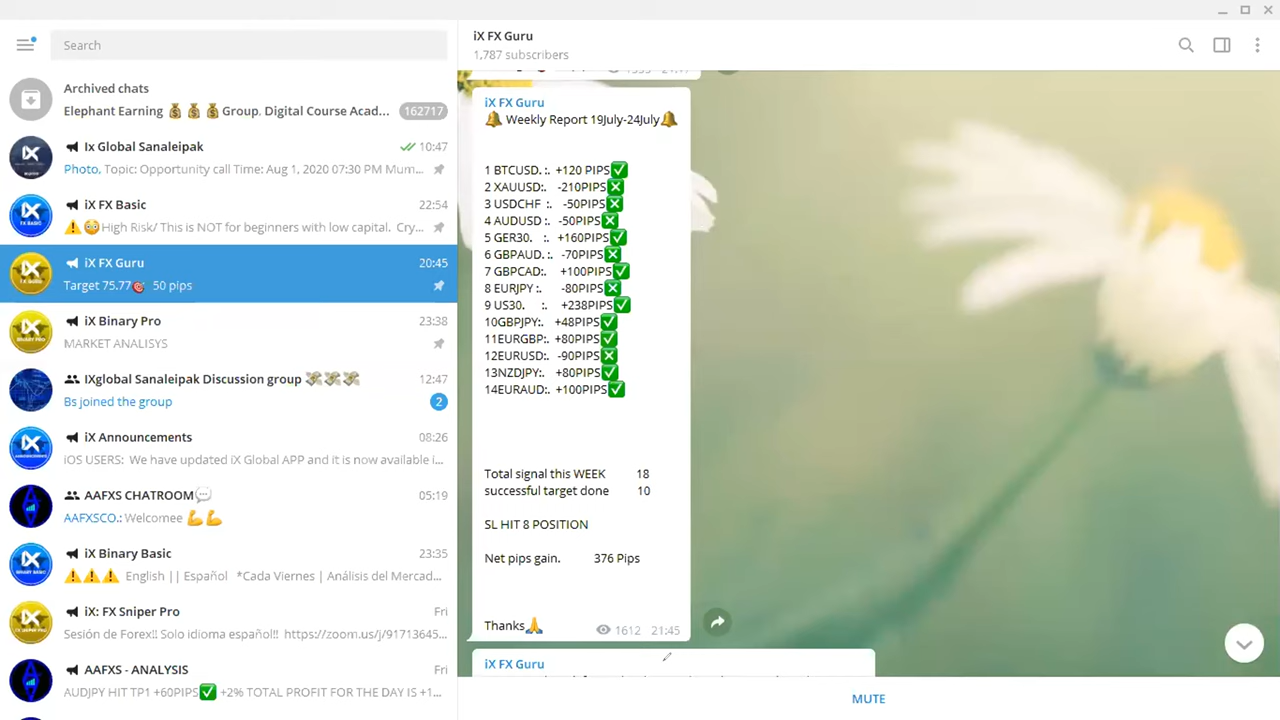 Search
Archived chats
Elephant Earning 💰 💰 💰Group. Digital Course Acad... 162717
Ix Global Sanaleipak 10:47
Photo, Topic: Opportunity call Time: Aug 1, 2020 07:30 PM Mum...
iX FX Basic 22:54
⚠️😳High Risk/ This is NOT for beginners with low capital. Cry...
iX FX Guru 20:45
Target 75.77🎯 50 pips
iX Binary Pro 23:38
MARKET ANALISYS
IXglobal Sanaleipak Discussion group 💸💸💸 12:47
Bs joined the group 2
iX Announcements 08:26
iOS USERS: We have updated iX Global APP and it is now available i...
AAFXS CHATROOM💬 05:19
AAFXSCO.: Welcomee 💪💪
iX Binary Basic 23:35
⚠️⚠️⚠️ English || Español *Cada Viernes | Análisis del Mercad...
iX: FX Sniper Pro Fri
Sesión de Forex!! Solo idioma español!! https://zoom.us/j/91713645...
AAFXS - ANALYSIS Fri
AUDJPY HIT TP1 +60PIPS✅ +2% TOTAL PROFIT FOR THE DAY IS +1...
iX FX Guru
1,787 subscribers
iX FX Guru
🔔 Weekly Report 19July-24July🔔
1 BTCUSD. :. +120 PIPS✅
2 XAUUSD:. -210PIPS❎
3 USDCHF :. -50PIPS❎
4 AUDUSD :. -50PIPS❎
5 GER30. :. +160PIPS✅
6 GBPAUD. :. -70PIPS❎
7 GBPCAD:. +100PIPS✅
8 EURJPY :. -80PIPS❎
9 US30. :. +238PIPS✅
10GBPJPY:. +48PIPS✅
11EURGBP:. +80PIPS✅
12EURUSD:. -90PIPS❎
13NZDJPY:. +80PIPS✅
14EURAUD:. +100PIPS✅
Total signal this WEEK 18
successful target done 10
SL HIT 8 POSITION
Net pips gain. 376 Pips
Thanks🙏 1612 21:45
iX FX Guru
MUTE